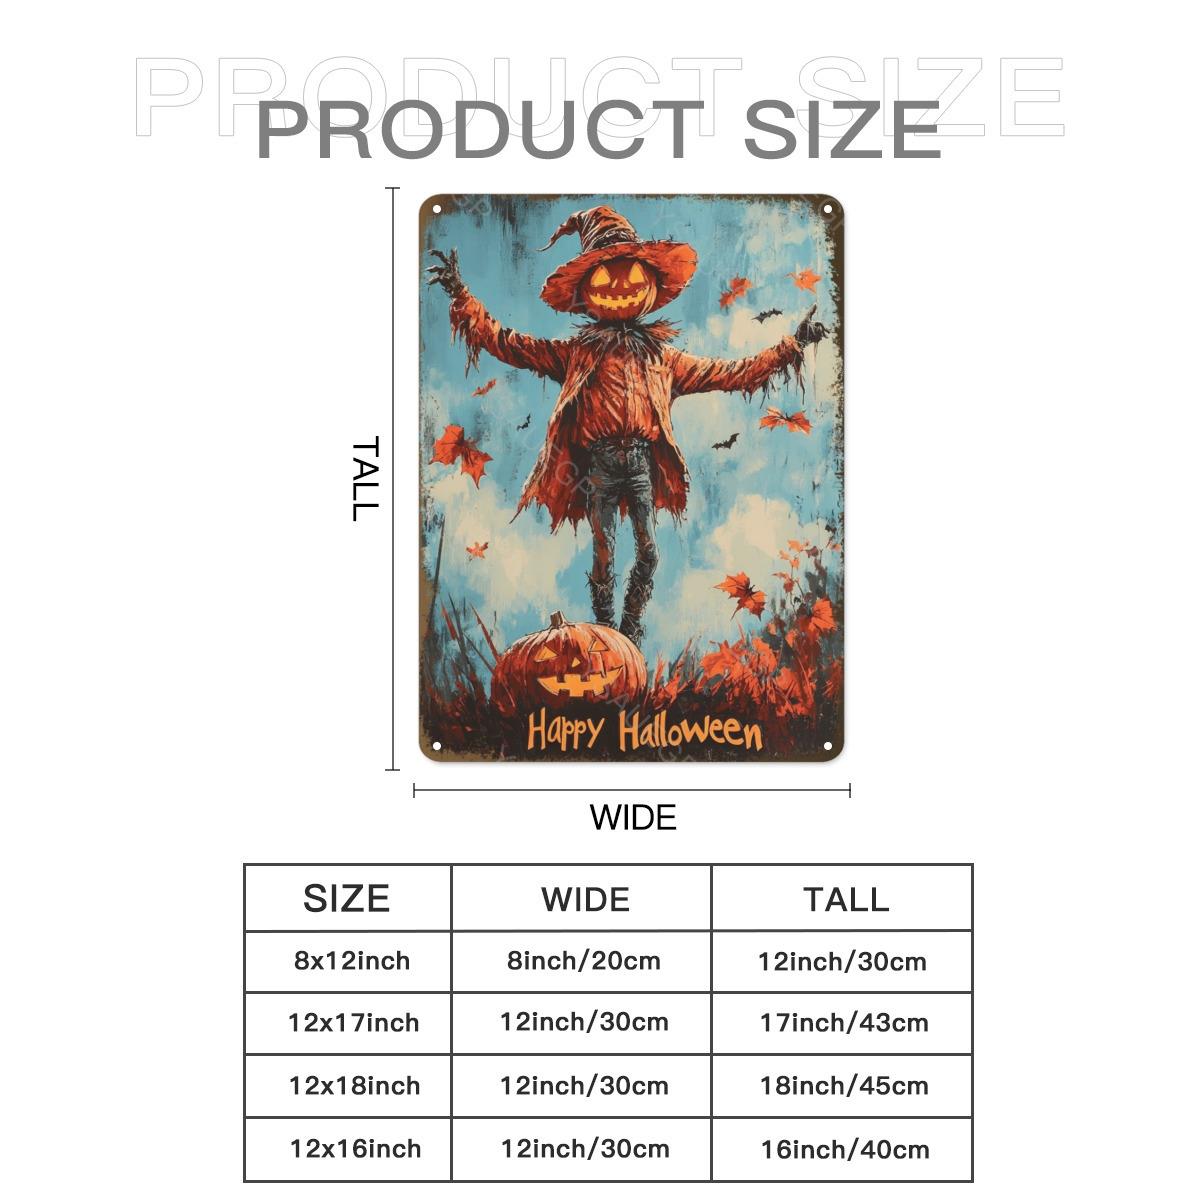 PRODUCT SIZE
PRODUCT SIZE
TALL
Happy Halloween
WIDE
SIZE WIDE TALL
8x12inch 8inch/20cm 12inch/30cm
12x17inch 12inch/30cm 17inch/43cm
12x18inch 12inch/30cm 18inch/45cm
12x16inch 12inch/30cm 16inch/40cm